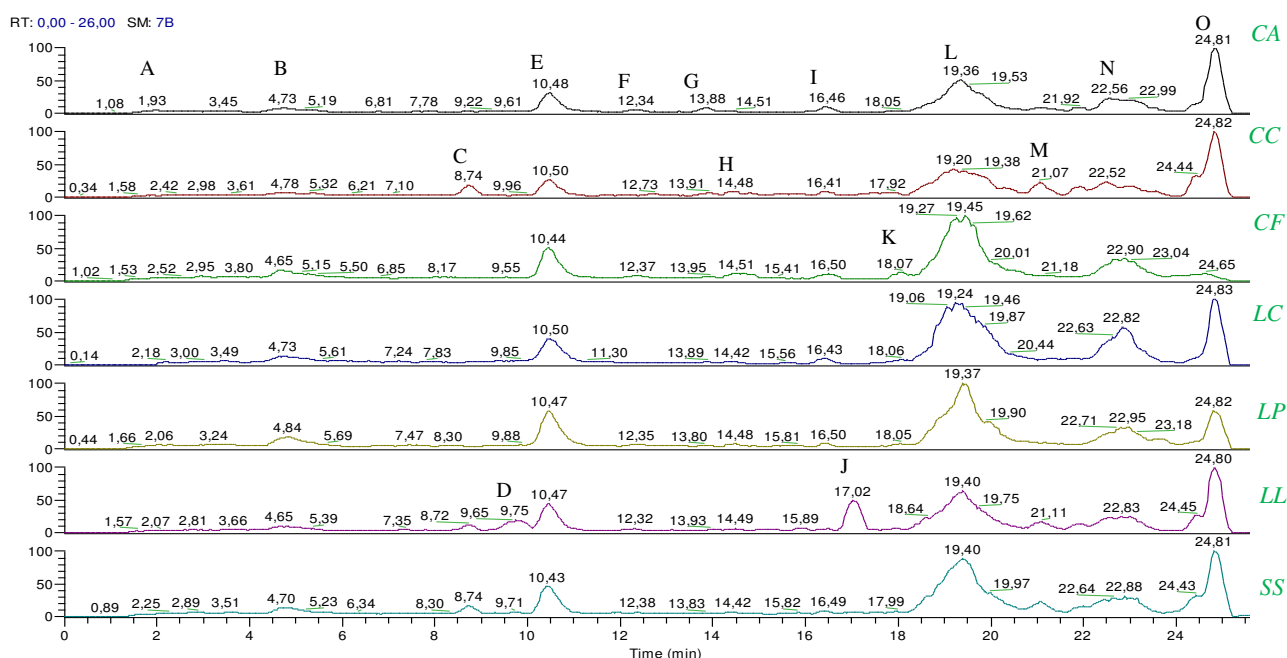 RT: 0,00 - 26,00 SM: 7B
A B E F G I L N O CA
100 50 0
1,08 1,93 3,45 4,73 5,19 6,81 7,78 9,22 9,61 10,48 12,34 13,88 14,51 16,46 18,05 19,36 19,53 21,92 22,56 22,99 24,81
C H M CC
100 50 0
0,34 1,58 2,42 2,98 3,61 4,78 5,32 6,21 7,10 8,74 9,96 10,50 12,73 13,91 14,48 16,41 17,92 19,20 19,38 21,07 22,52 24,44 24,82
K CF
100 50 0
1,02 1,53 2,52 2,95 3,80 4,65 5,15 5,50 6,85 8,17 9,55 10,44 12,37 13,95 14,51 15,41 16,50 18,07 19,27 19,45 19,62 20,01 21,18 22,90 23,04 24,65
LC
100 50 0
0,14 2,18 3,00 3,49 4,73 5,61 7,24 7,83 9,85 10,50 11,30 13,89 14,42 15,56 16,43 18,06 19,06 19,24 19,46 19,87 20,44 22,63 22,82 24,83
LP
100 50 0
0,44 1,66 2,06 3,24 4,84 5,69 7,47 8,30 9,88 10,47 12,35 13,80 14,48 15,81 16,50 18,05 19,37 19,90 22,71 22,95 23,18 24,82
D J LL
100 50 0
1,57 2,07 2,81 3,66 4,65 5,39 7,35 8,72 9,65 9,75 10,47 12,32 13,93 14,49 15,89 17,02 18,64 19,40 19,75 21,11 22,83 24,45 24,80
SS
100 50 0
0,89 2,25 2,89 3,51 4,70 5,23 6,34 8,30 8,74 9,71 10,43 12,38 13,83 14,42 15,82 16,49 17,99 19,40 19,97 22,64 22,88 24,43 24,81
0 2 4 6 8 10 12 14 16 18 20 22 24
Time (min)